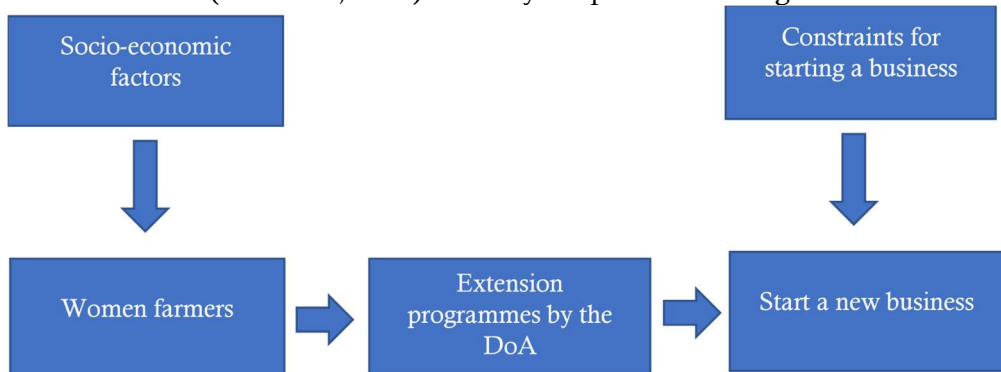 Socio-economic
factors
Constraints for
starting a business
Women farmers
Extension
programmes by the
DoA
Start a new business